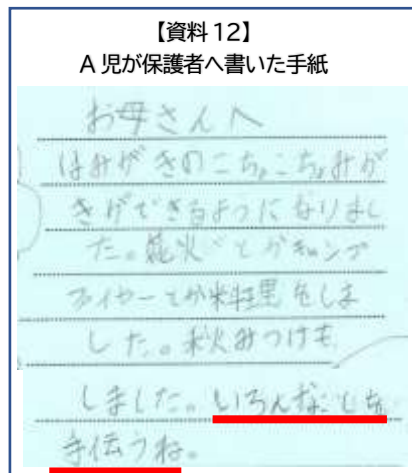 【資料12】
A児が保護者へ書いた手紙
お母さんへ
はみがきのこちょこちょみが
きができるようになりまし
た。花火とかキャンプ
ファイヤーとか
をしま
した。秋みつけも
しました。いろんなこと
手伝うね。